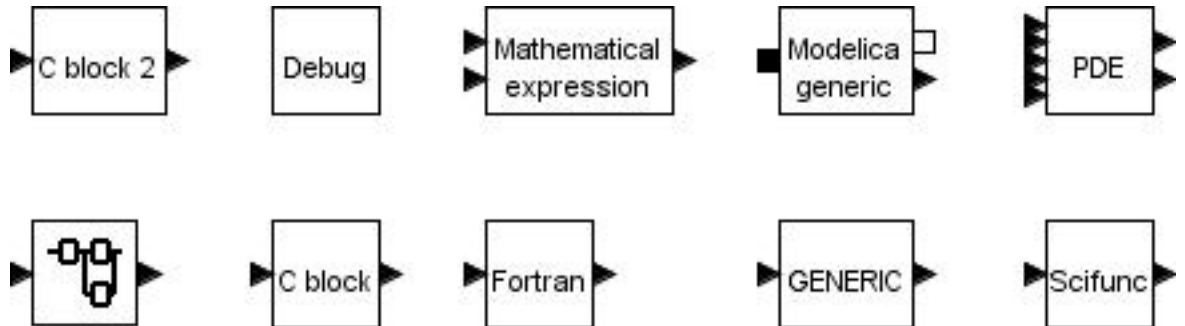 C block 2
Debug
Mathematical
expression
Modelica
generic
PDE
C block
Fortran
GENERIC
Scifunc